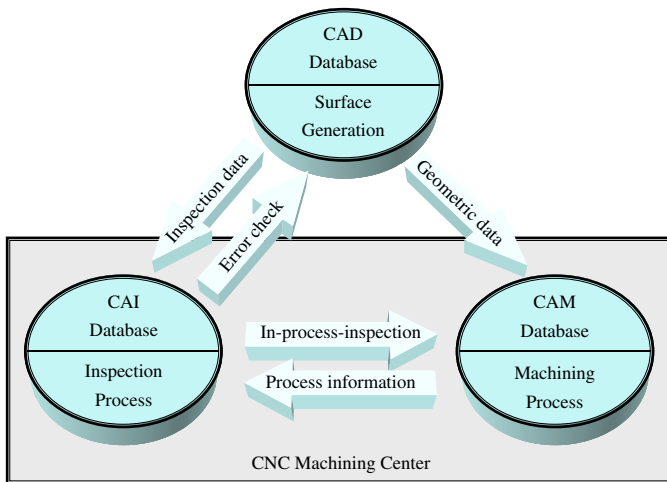 CAD
Database
Surface
Generation
Inspection data
Error check
Geometric data
CAI
Database
Inspection
Process
In-process-inspection
Process information
CAM
Database
Machining
Process
CNC Machining Center